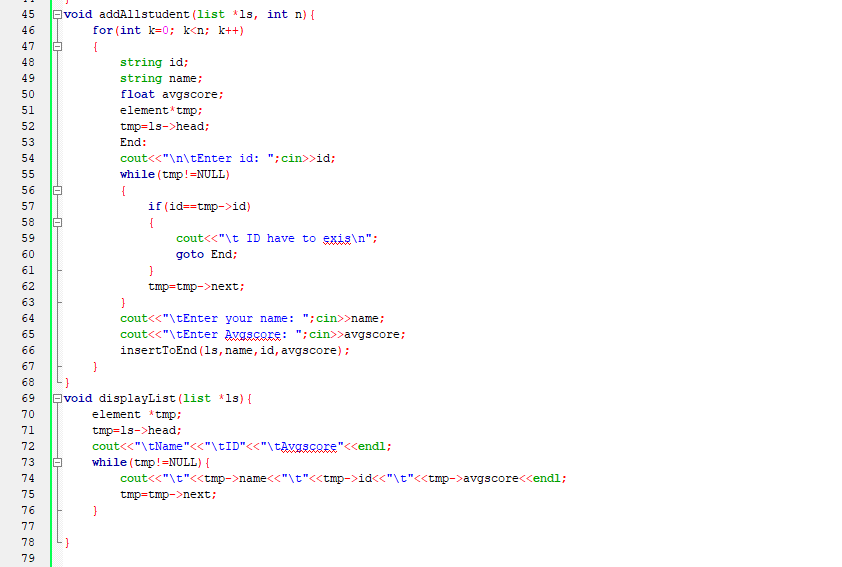 45 void addAllstudent(list *ls, int n){
46 for(int k=0; k<n; k++)
47 {
48 string id;
49 string name;
50 float avgscore;
51 element*tmp;
52 tmp=ls->head;
53 End:
54 cout<<"\n\tEnter id: ";cin>>id;
55 while(tmp!=NULL)
56 {
57 if(id==tmp->id)
58 {
59 cout<<"\t ID have to exis\n";
60 goto End;
61 }
62 tmp=tmp->next;
63 }
64 cout<<"\tEnter your name: ";cin>>name;
65 cout<<"\tEnter Avgscore: ";cin>>avgscore;
66 insertToEnd(ls,name,id,avgscore);
67 }
68 }
69 void displayList(list *ls){
70 element *tmp;
71 tmp=ls->head;
72 cout<<"\tName"<<"\tID"<<"\tAvgscore"<<endl;
73 while(tmp!=NULL){
74 cout<<"\t"<<tmp->name<<"\t"<<tmp->id<<"\t"<<tmp->avgscore<<endl;
75 tmp=tmp->next;
76 }
77
78 }
79